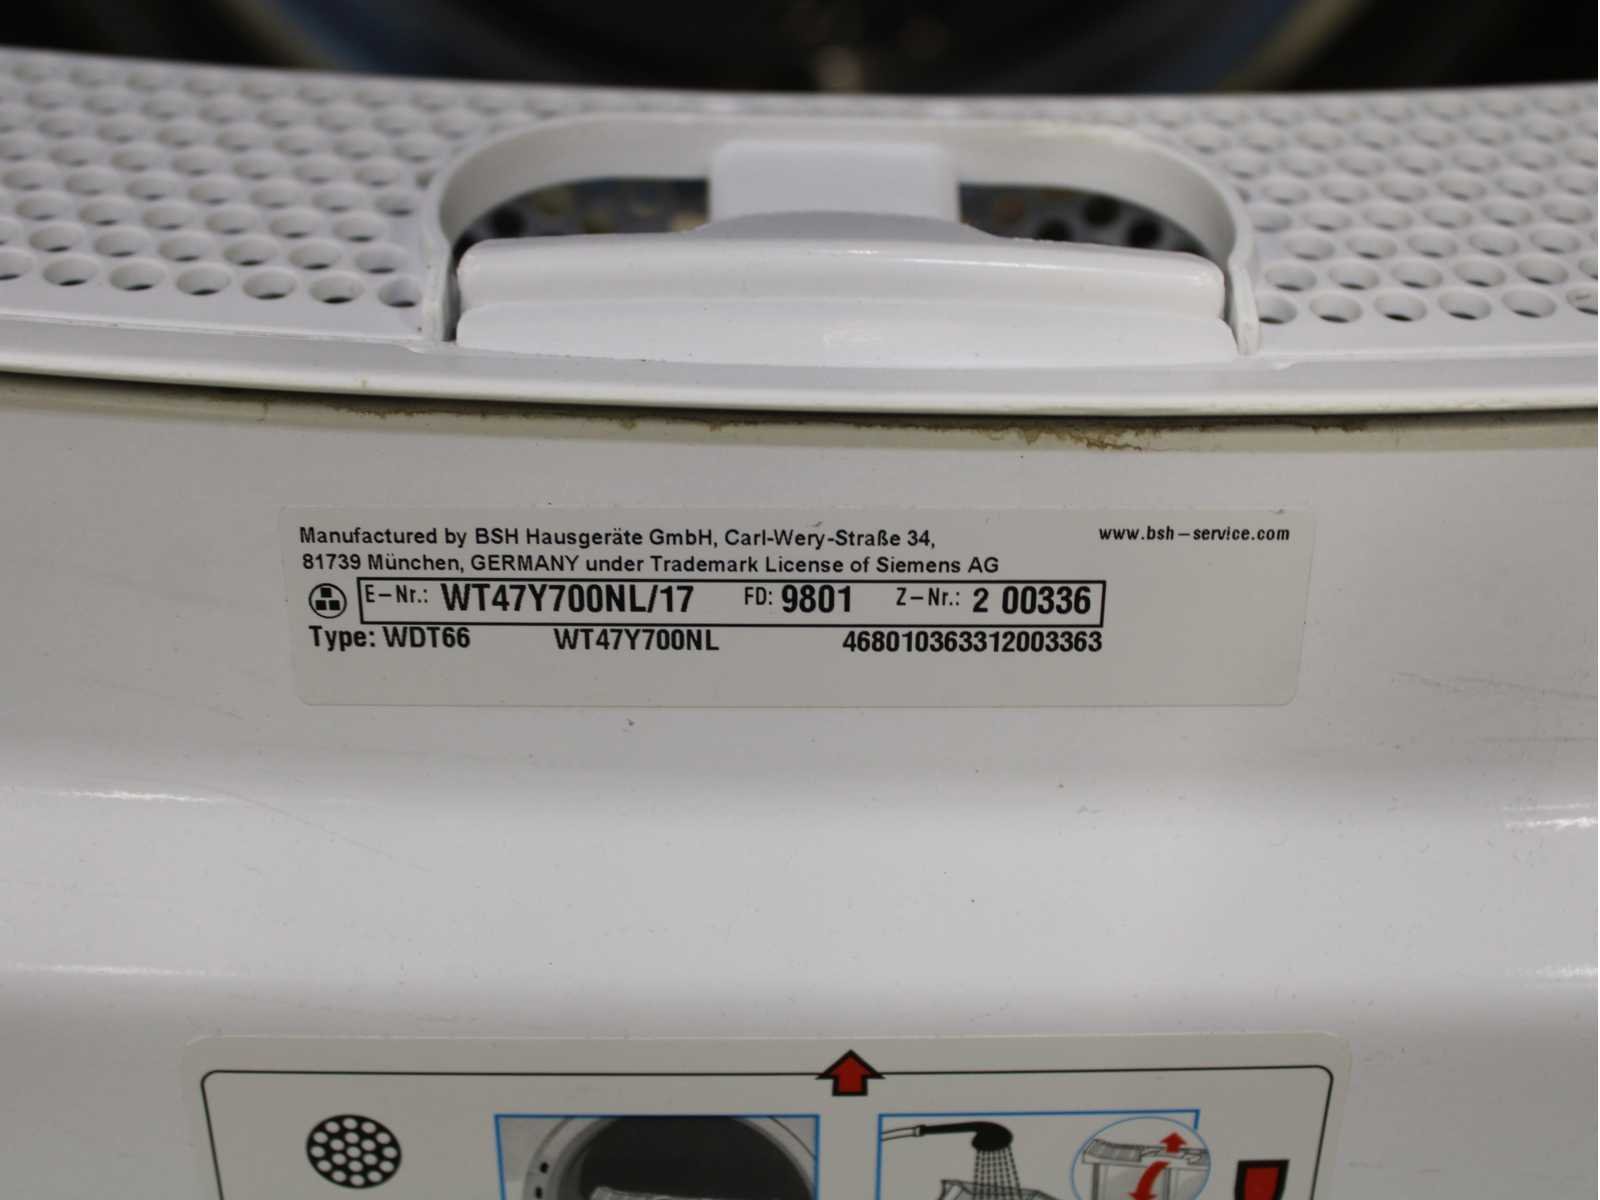 Manufactured by BSH Hausgeräte GmbH, Carl-Wery-Straße 34,
www.bsh-service.com
81739 München, GERMANY under Trademark License of Siemens AG
E-Nr.: WT47Y700NL/17 FD: 9801 Z-Nr.: 2 00336
Type: WDT66 WT47Y700NL 468010363312003363